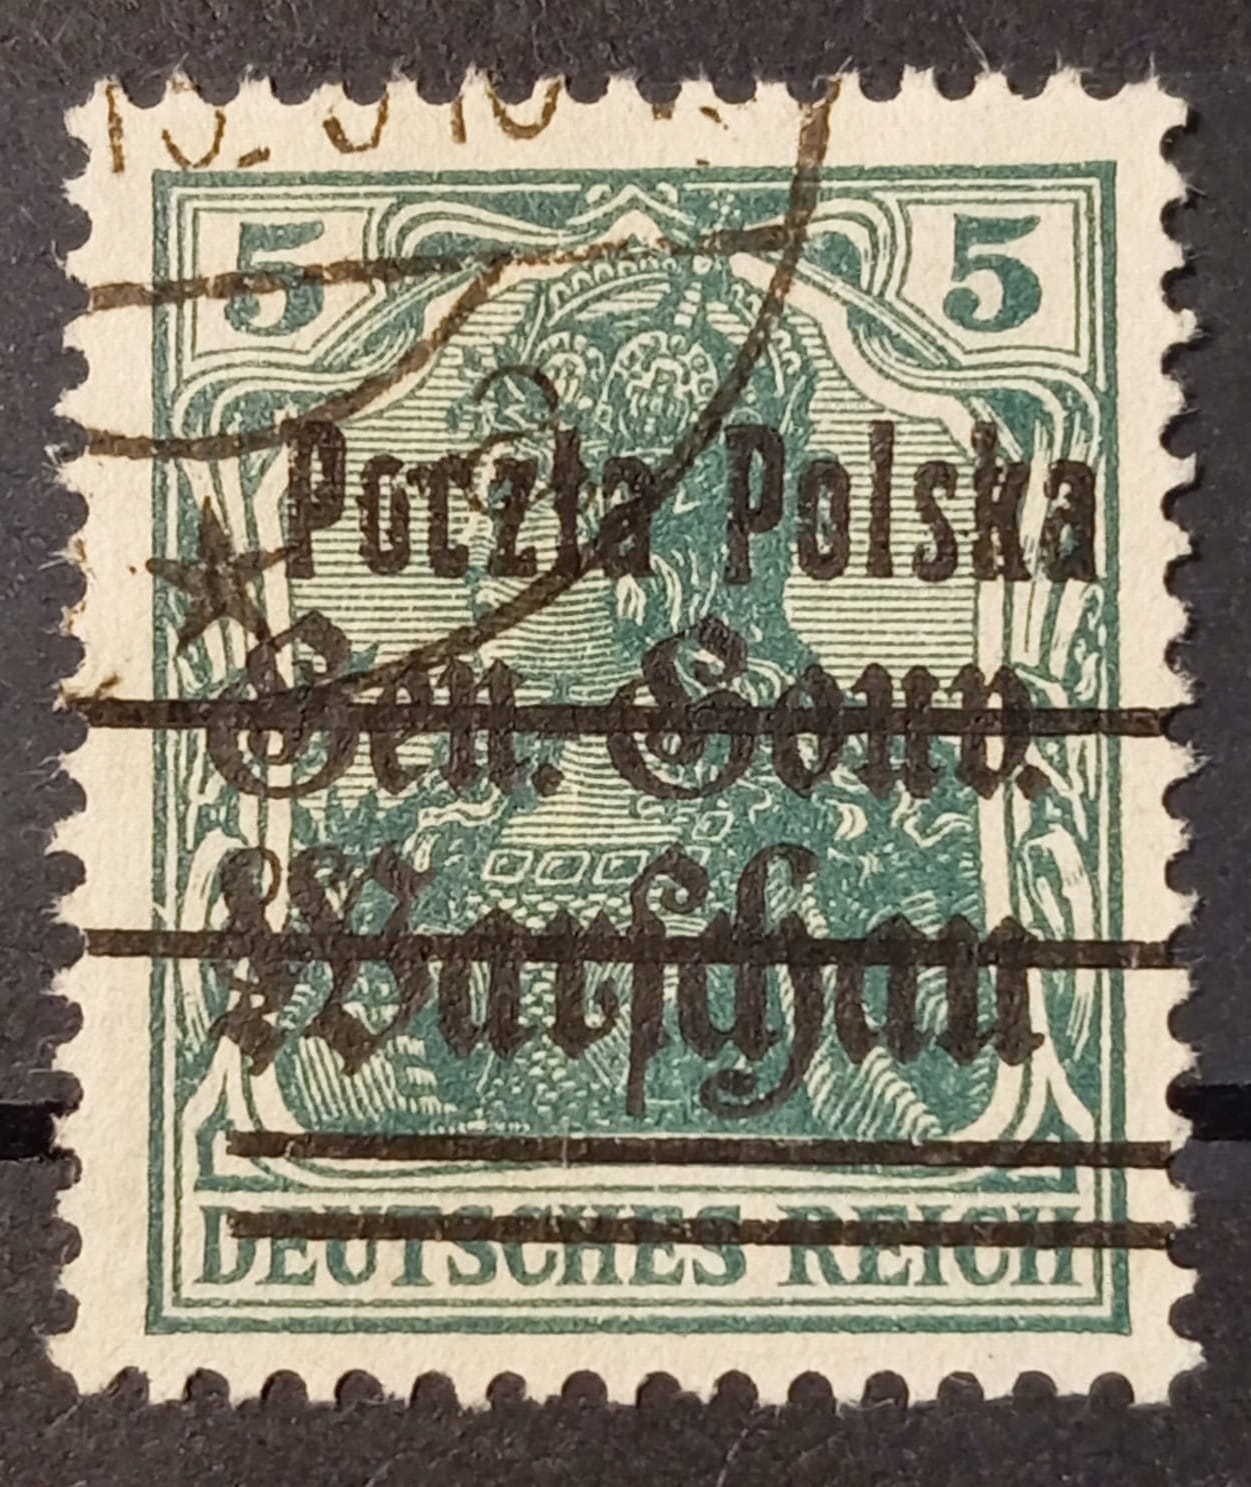 5 5
Poczta Polska
Gen.-Gouv.
Warschau
DEUTSCHES REICH